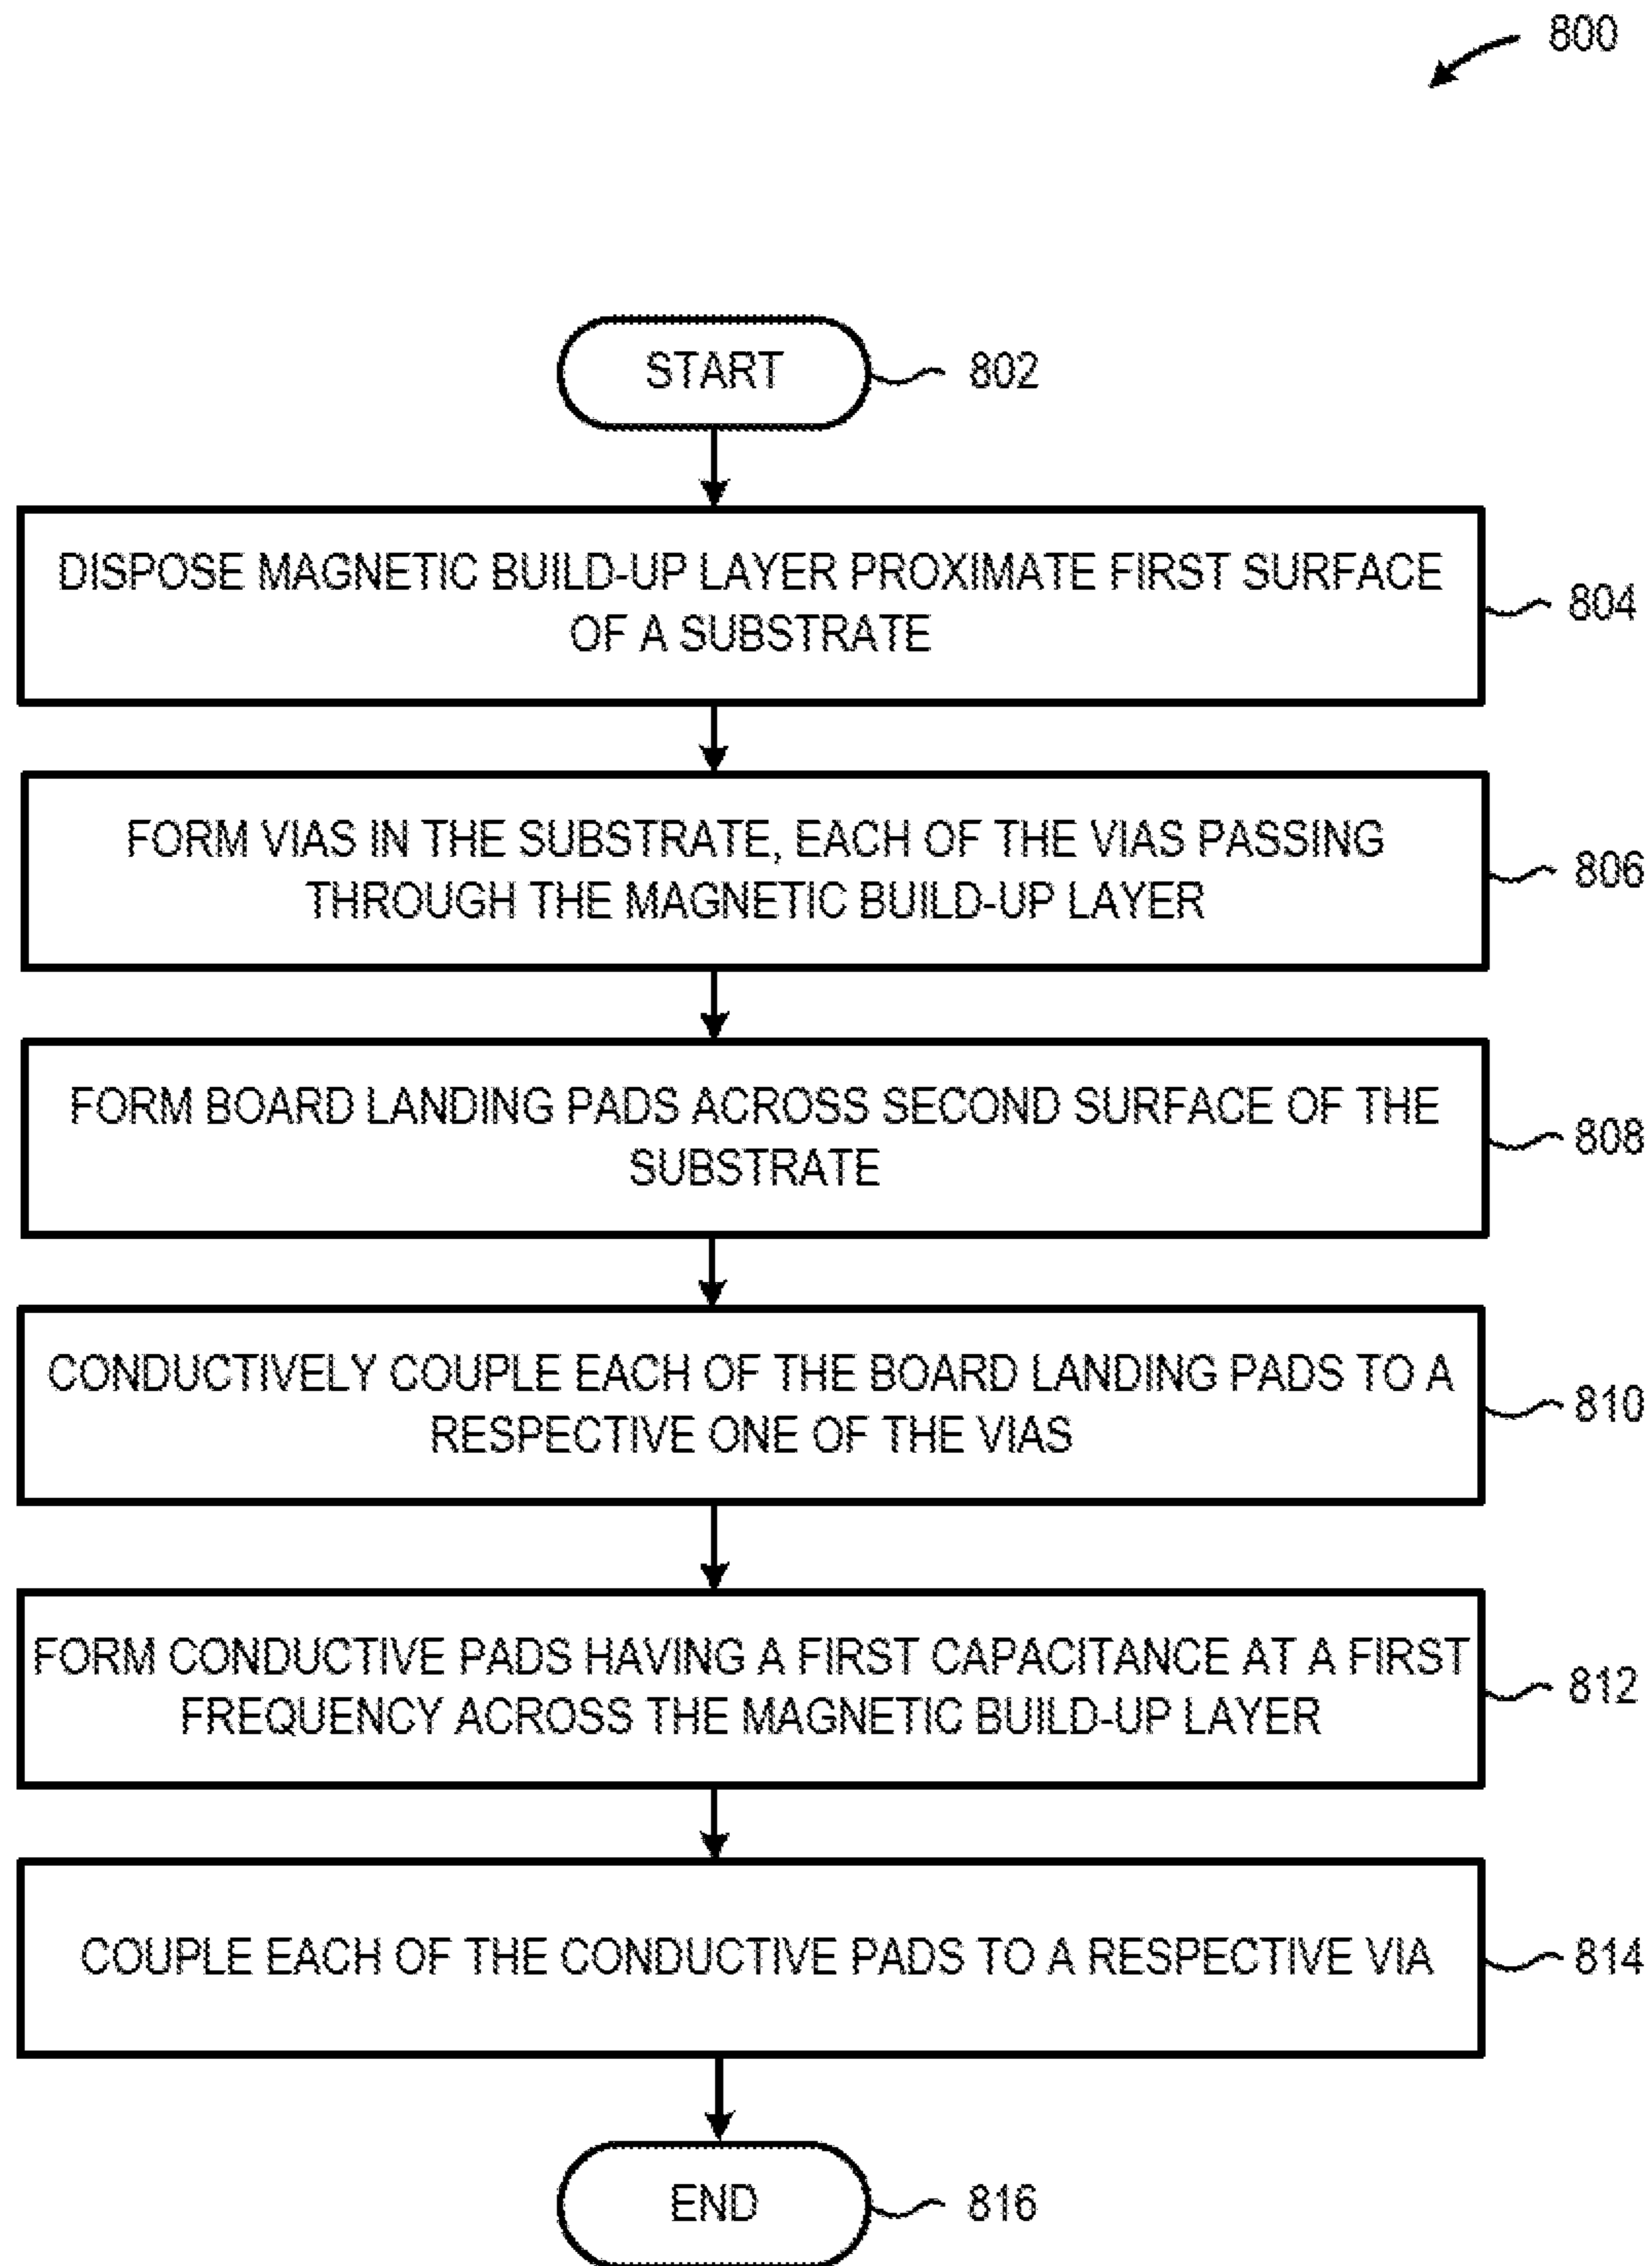 800
START
802
DISPOSE MAGNETIC BUILD-UP LAYER PROXIMATE FIRST SURFACE
OF A SUBSTRATE
804
FORM VIAS IN THE SUBSTRATE, EACH OF THE VIAS PASSING
THROUGH THE MAGNETIC BUILD-UP LAYER
806
FORM BOARD LANDING PADS ACROSS SECOND SURFACE OF THE
SUBSTRATE
808
CONDUCTIVELY COUPLE EACH OF THE BOARD LANDING PADS TO A
RESPECTIVE ONE OF THE VIAS
810
FORM CONDUCTIVE PADS HAVING A FIRST CAPACITANCE AT A FIRST
FREQUENCY ACROSS THE MAGNETIC BUILD-UP LAYER
812
COUPLE EACH OF THE CONDUCTIVE PADS TO A RESPECTIVE VIA
814
END
816